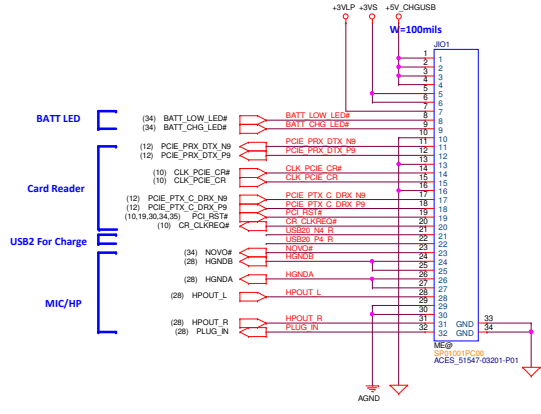 +3VLP +3VS +5V_CHGUSB
W=100mils
JIO1
1 1
2 2
3 3
4 4
5 5
6 6
7 7
BATT LED (34) BATT_LOW_LED# BATT_LOW_LED# 8 8
(34) BATT_CHG_LED# BATT_CHG_LED# 9 9
10 10
(12) PCIE_PRX_DTX_N9 PCIE_PRX_DTX_N9 11 11
(12) PCIE_PRX_DTX_P9 PCIE_PRX_DTX_P9 12 12
13 13
(10) CLK_PCIE_CR# CLK_PCIE_CR# 14 14
(10) CLK_PCIE_CR CLK_PCIE_CR 15 15
Card Reader 16 16
(12) PCIE_PTX_C_DRX_N9 PCIE_PTX_C_DRX_N9 17 17
(12) PCIE_PTX_C_DRX_P9 PCIE_PTX_C_DRX_P9 18 18
(10,19,30,34,35) PCI_RST# PCI_RST# 19 19
(10) CR_CLKREQ# CR_CLKREQ# 20 20
USB2 For Charge USB20_N4_R 21 21
USB20_P4_R 22 22
(34) NOVO# NOVO# 23 23
(28) HGNDB HGNDB 24 24
25 25
(28) HGNDA HGNDA 26 26
27 27
MIC/HP (28) HPOUT_L HPOUT_L 28 28
29 29
30 30
(28) HPOUT_R HPOUT_R 31 31 GND 33
(28) PLUG_IN PLUG_IN 32 32 GND 34
ME@
SP01001PC00
ACES_51547-03201-P01
AGND